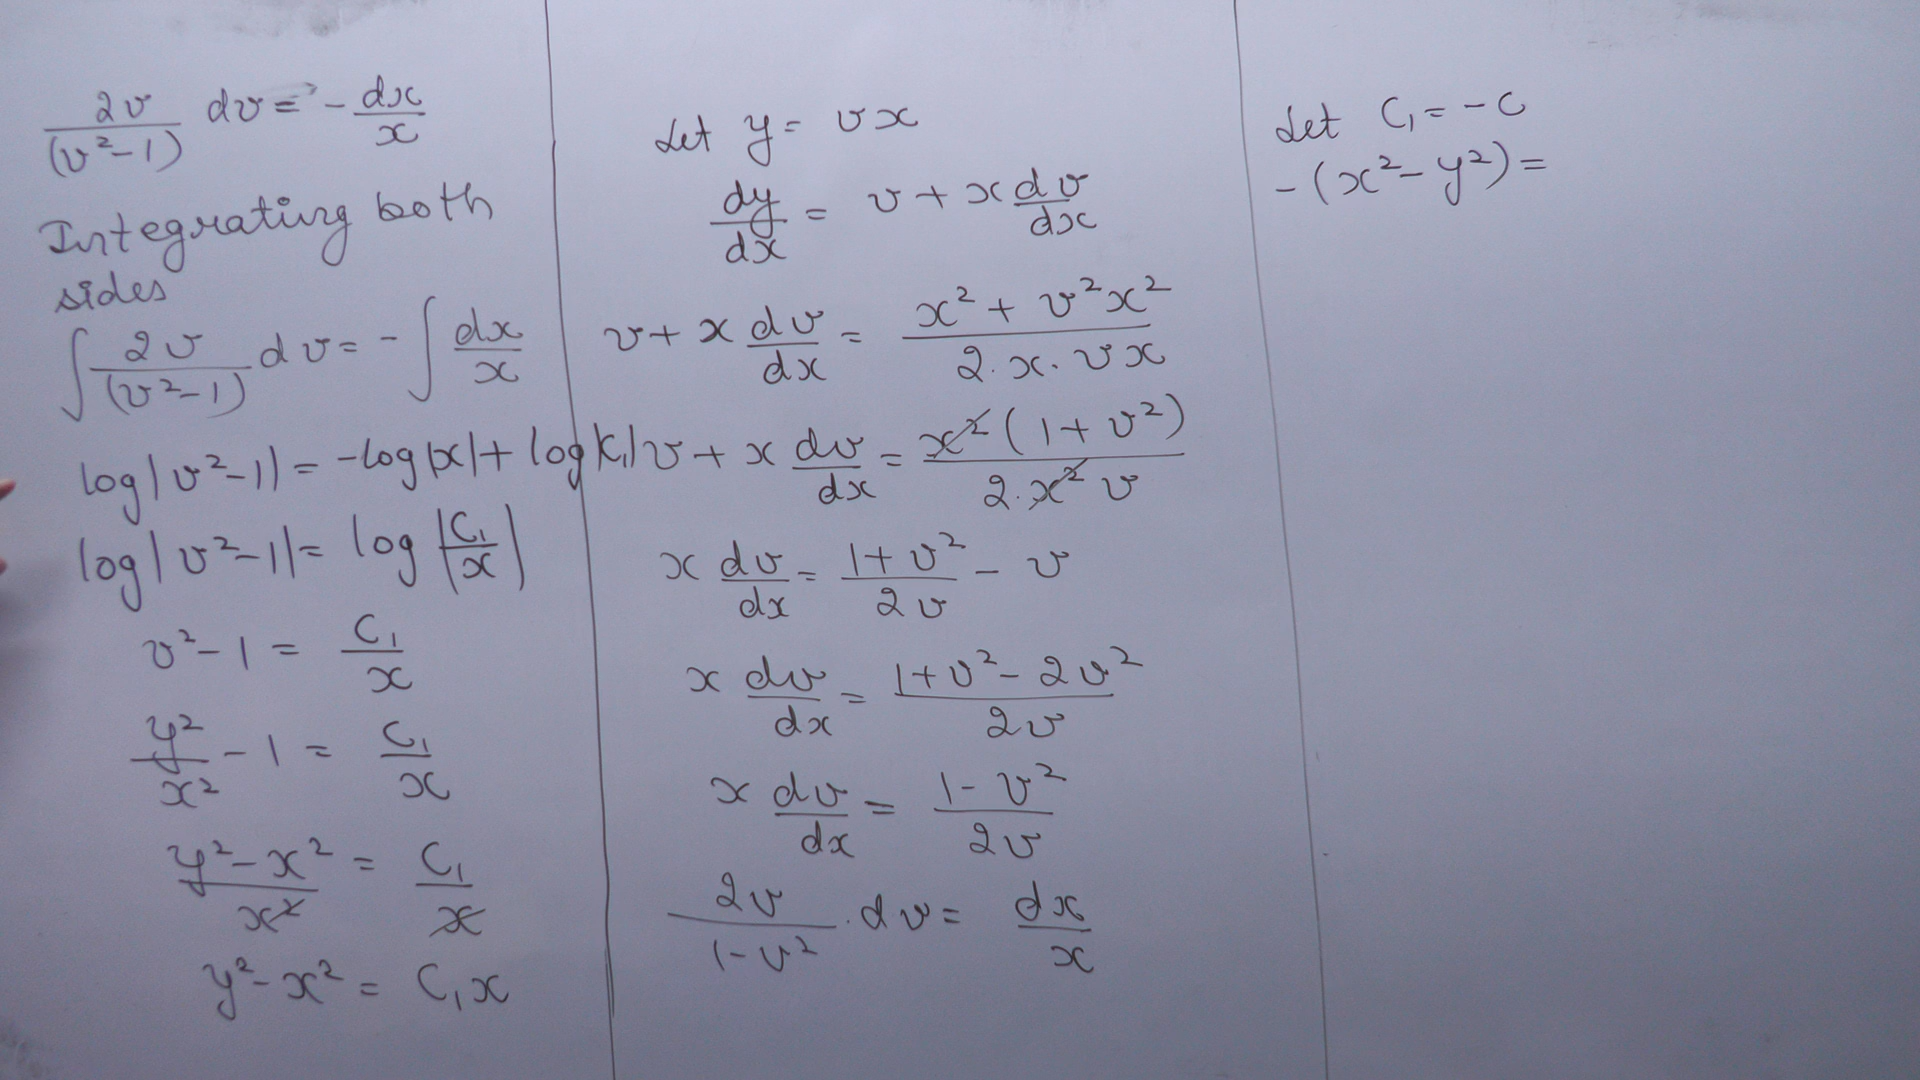 2v/(v²-1) dv = -dx/x
Integrating both
sides
∫ 2v/(v²-1) dv = -∫ dx/x
log|v²-1| = -log|x| + log|C₁|
log|v²-1| = log|C₁/x|
v²-1 = C₁/x
y²/x² - 1 = C₁/x
(y²-x²)/x² = C₁/x
y²-x² = C₁x
Let y = vx
dy/dx = v + x dv/dx
v + x dv/dx = (x² + v²x²)/(2.x.vx)
v + x dv/dx = x²(1+v²)/(2.x²v)
x dv/dx = (1+v²)/2v - v
x dv/dx = (1+v²-2v²)/2v
x dv/dx = (1-v²)/2v
2v/(1-v²) . dv = dx/x
Let C₁ = -C
-(x²-y²) =